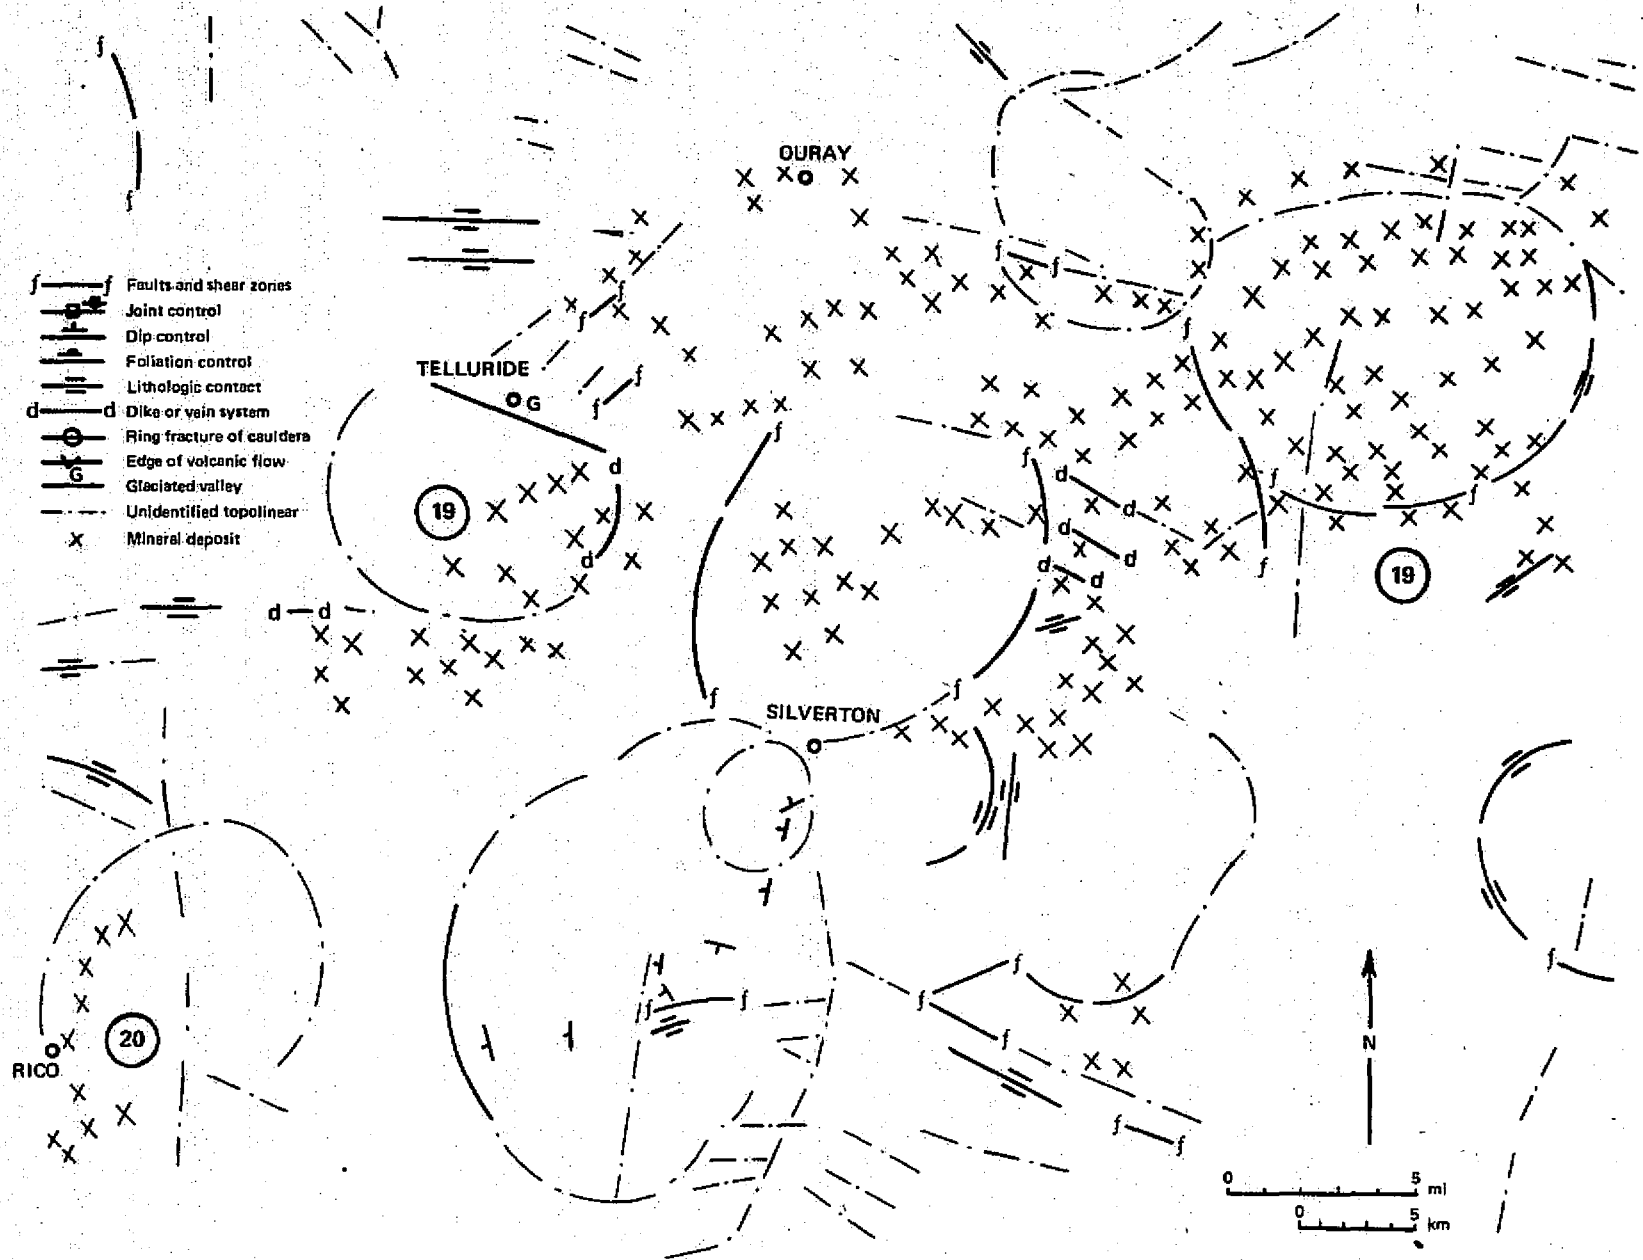 OURAY
f f Faults and shear zones
Joint control
Dip control
Foliation control
Lithologic contact
d d Dike or vein system
Ring fracture of cauldera
Edge of volcanic flow
G Glaciated valley
Unidentified topolinear
X Mineral deposit
TELLURIDE
G
19
19
d d
SILVERTON
20
RICO
N
0 5 mi
0 5 km